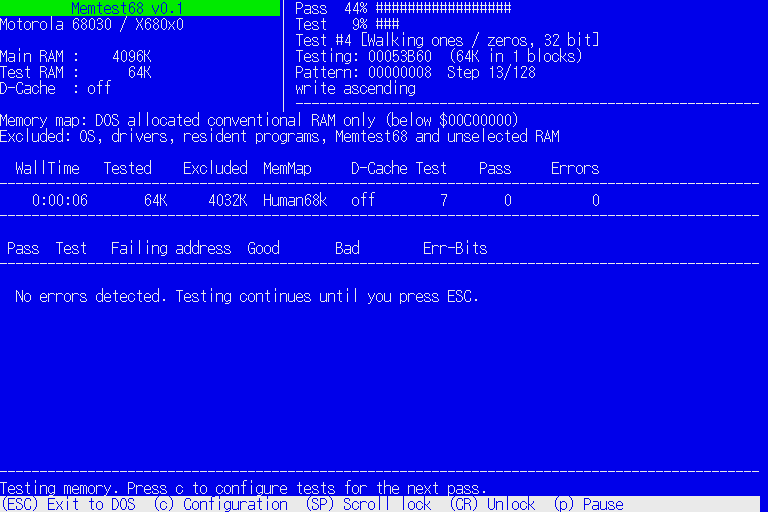 Memtest68 v0.1
Pass 44% #################
Motorola 68030 / X680x0
Test 9% ###
Test #4 [Walking ones / zeros, 32 bit]
Main RAM : 4096K
Testing: 00053B60 (64K in 1 blocks)
Test RAM : 64K
Pattern: 00000008 Step 13/128
D-Cache : off
write ascending
Memory map: DOS allocated conventional RAM only (below $00C00000)
Excluded: OS, drivers, resident programs, Memtest68 and unselected RAM
WallTime Tested Excluded MemMap D-Cache Test Pass Errors
0:00:06 64K 4032K Human68k off 7 0 0
Pass Test Failing address Good Bad Err-Bits
No errors detected. Testing continues until you press ESC.
Testing memory. Press c to configure tests for the next pass.
(ESC) Exit to DOS (c) Configuration (SP) Scroll lock (CR) Unlock (p) Pause